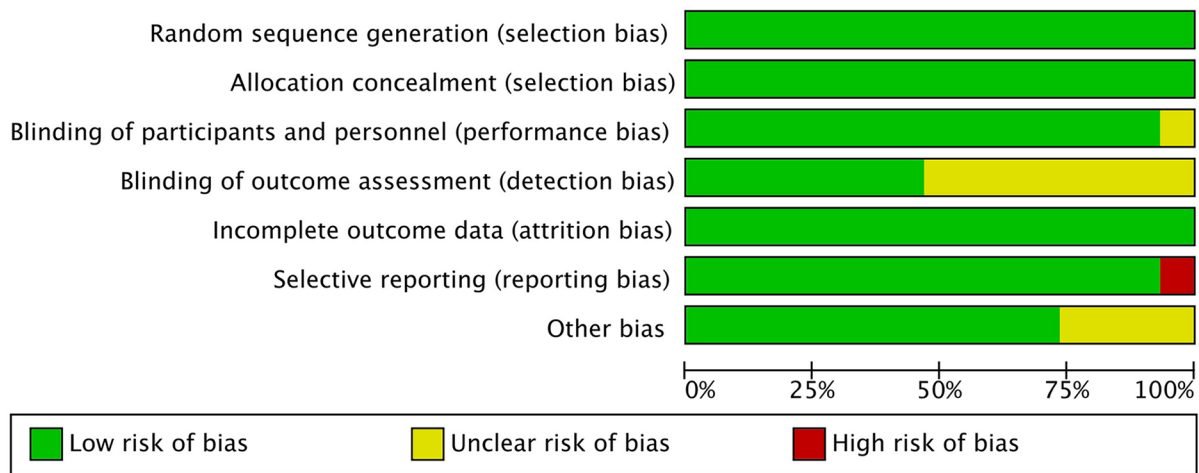 Random sequence generation (selection bias)
Allocation concealment (selection bias)
Blinding of participants and personnel (performance bias)
Blinding of outcome assessment (detection bias)
Incomplete outcome data (attrition bias)
Selective reporting (reporting bias)
Other bias
0% 25% 50% 75% 100%
Low risk of bias Unclear risk of bias High risk of bias